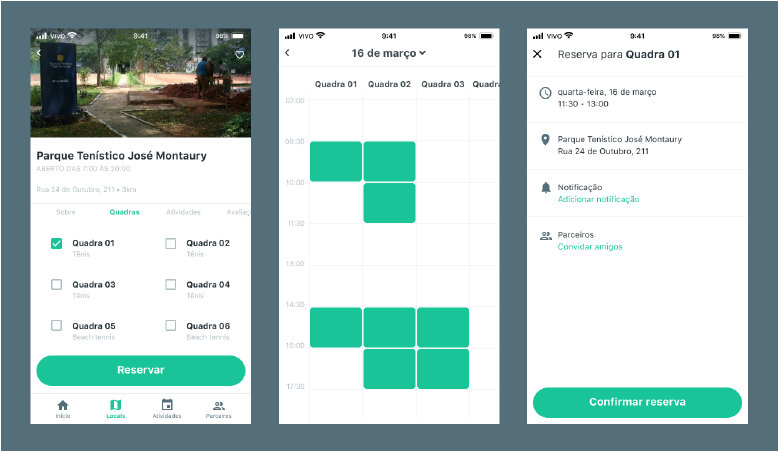 VIVO 9:41 98%
Parque Tenístico José Montaury
ABERTO DAS 7:00 ÀS 20:00
Rua 24 de Outubro, 211 • 3km
Sobre Quadras Atividades Avaliaç
Quadra 01 Quadra 02
Tênis Tênis
Quadra 03 Quadra 04
Tênis Tênis
Quadra 05 Quadra 06
Beach tennis Beach tennis
Reservar
Início Locais Atividades Parceiros
VIVO 9:41 98%
16 de março
Quadra 01 Quadra 02 Quadra 03 Quadra
07:00
08:30
10:00
11:30
13:00
14:30
16:00
17:30
VIVO 9:41 98%
Reserva para Quadra 01
quarta-feira, 16 de março
11:30 - 13:00
Parque Tenístico José Montaury
Rua 24 de Outubro, 211
Notificação
Adicionar notificação
Parceiros
Convidar amigos
Confirmar reserva